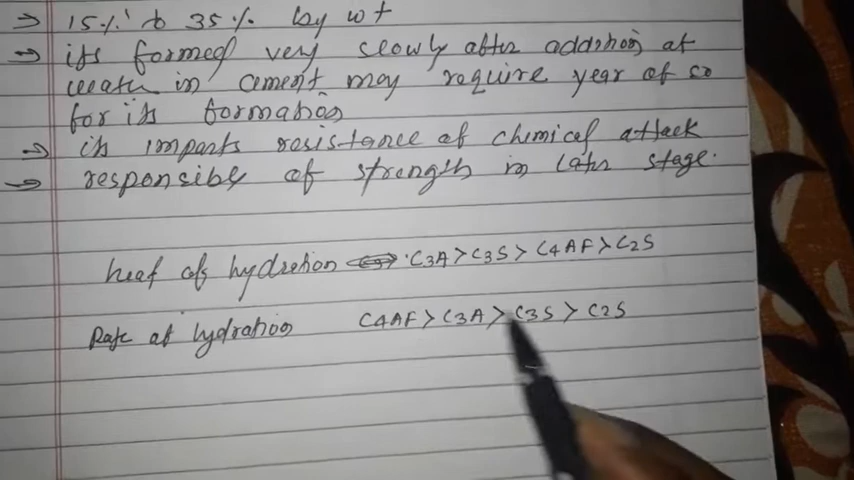 ⇒ 15% to 35% by wt
⇒ its formed very slowly after addition of
water in cement may require year of so
for its formation
⇒ its imparts resistance of chimical attack
⇒ responsible of strength in later stage.
heat of hydration ⇔ C3A > C3S > C4AF > C2S
Rate of hydration C4AF > C3A > C3S > C2S